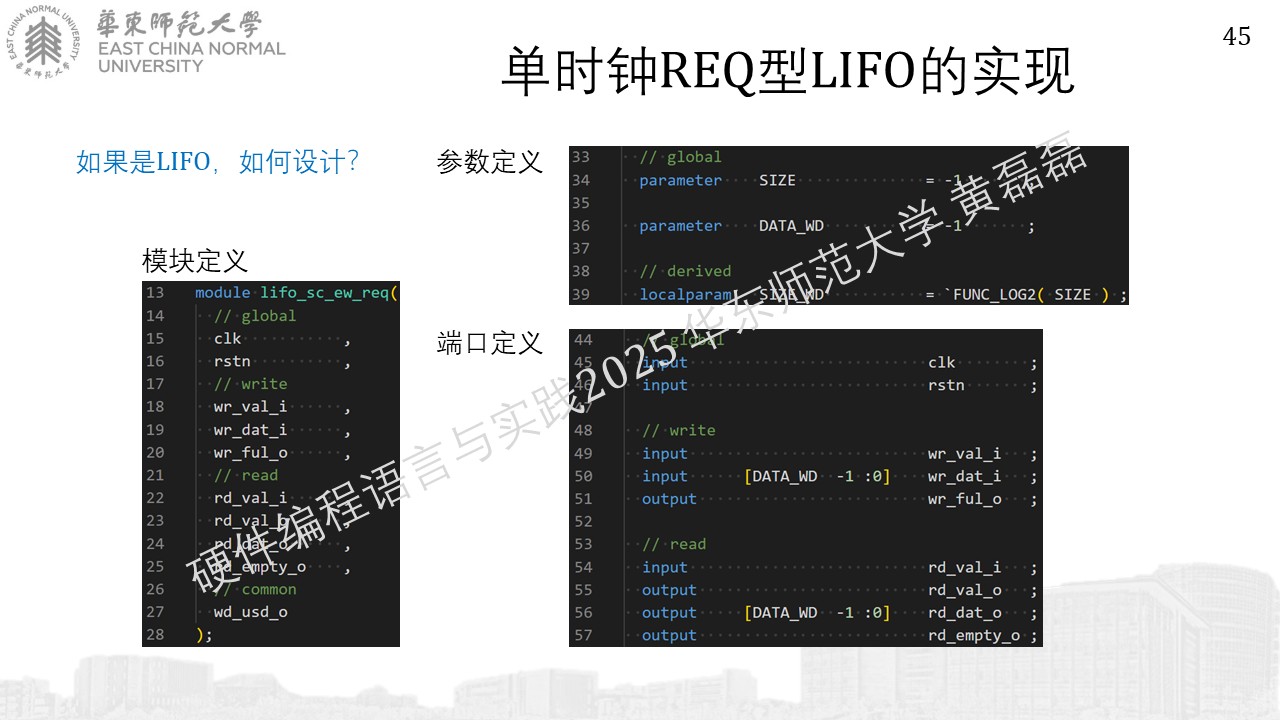 華東師範大學
EAST CHINA NORMAL
UNIVERSITY
45
单时钟REQ型LIFO的实现
如果是LIFO，如何设计？
模块定义
13 module lifo_sc_ew_req(
14 // global
15 clk ,
16 rstn ,
17 // write
18 wr_val_i ,
19 wr_dat_i ,
20 wr_ful_o ,
21 // read
22 rd_val_i ,
23 rd_val_o ,
24 rd_dat_o ,
25 rd_empty_o ,
26 // common
27 wd_usd_o
28 );
参数定义
33 // global
34 parameter SIZE = -1
35
36 parameter DATA_WD = -1 ;
37
38 // derived
39 localparam SIZE_WD = `FUNC_LOG2( SIZE ) ;
端口定义
44 // global
45 input clk ;
46 input rstn ;
47
48 // write
49 input wr_val_i ;
50 input [DATA_WD -1 :0] wr_dat_i ;
51 output wr_ful_o ;
52
53 // read
54 input rd_val_i ;
55 output rd_val_o ;
56 output [DATA_WD -1 :0] rd_dat_o ;
57 output rd_empty_o ;
硬件编程语言与实践2025 华东师范大学 黄磊磊